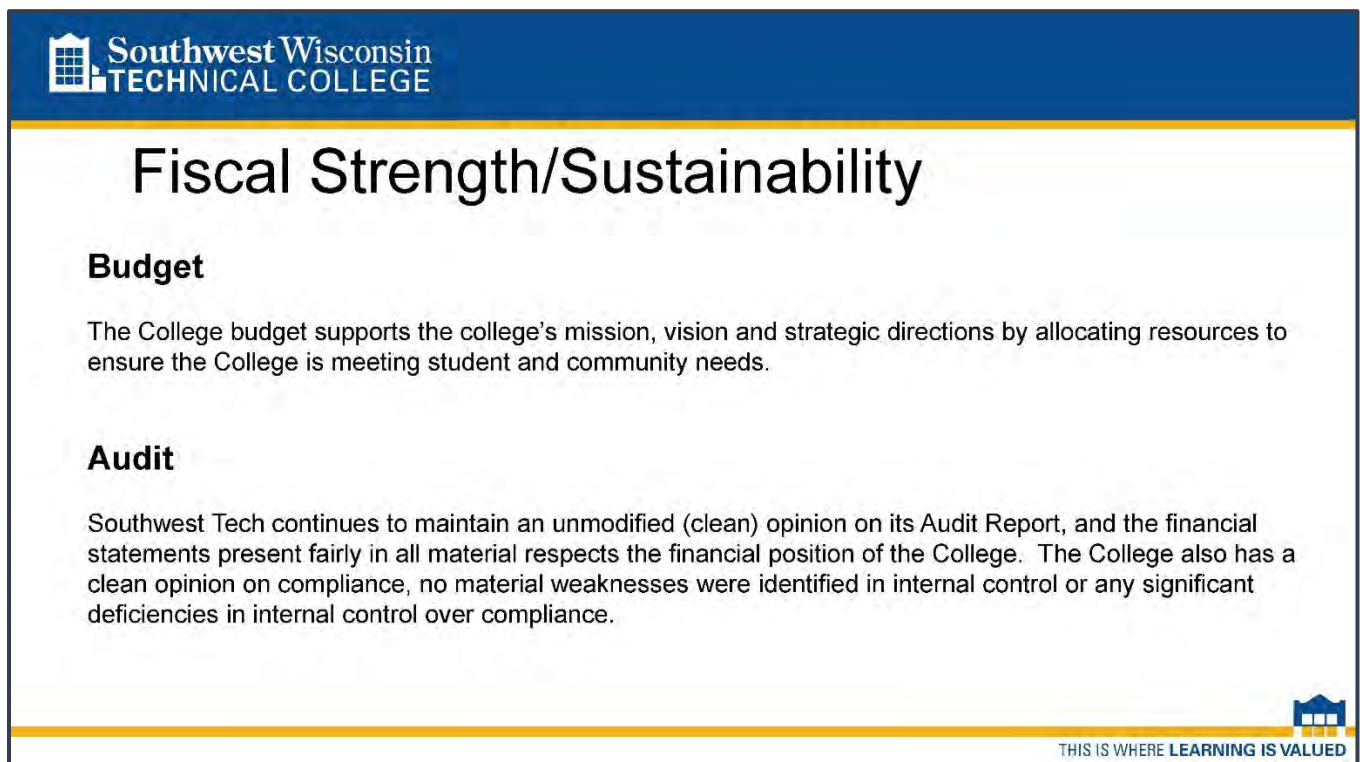 Southwest Wisconsin
TECHNICAL COLLEGE
Fiscal Strength/Sustainability
Budget
The College budget supports the college's mission, vision and strategic directions by allocating resources to
ensure the College is meeting student and community needs.
Audit
Southwest Tech continues to maintain an unmodified (clean) opinion on its Audit Report, and the financial
statements present fairly in all material respects the financial position of the College.  The College also has a
clean opinion on compliance, no material weaknesses were identified in internal control or any significant
deficiencies in internal control over compliance.
THIS IS WHERE LEARNING IS VALUED